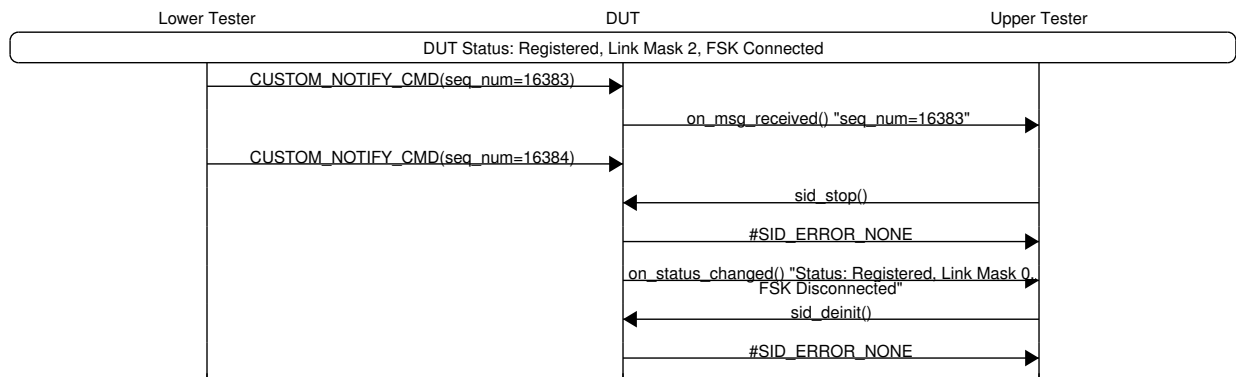 Lower Tester DUT Upper Tester
DUT Status: Registered, Link Mask 2, FSK Connected
CUSTOM_NOTIFY_CMD(seq_num=16383)
on_msg_received() "seq_num=16383"
CUSTOM_NOTIFY_CMD(seq_num=16384)
sid_stop()
#SID_ERROR_NONE
on_status_changed() "Status: Registered, Link Mask 0,
FSK Disconnected"
sid_deinit()
#SID_ERROR_NONE